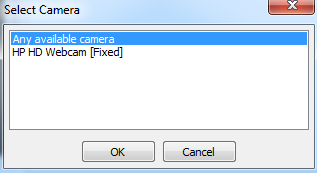 Select Camera
Any available camera
HP HD Webcam [Fixed]
OK
Cancel